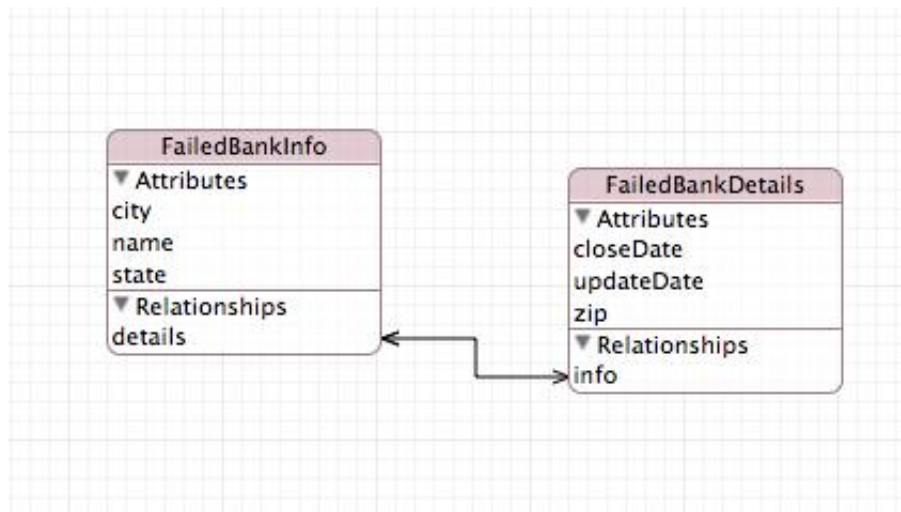 FailedBankInfo
Attributes
city
name
state
Relationships
details
FailedBankDetails
Attributes
closeDate
updateDate
zip
Relationships
info